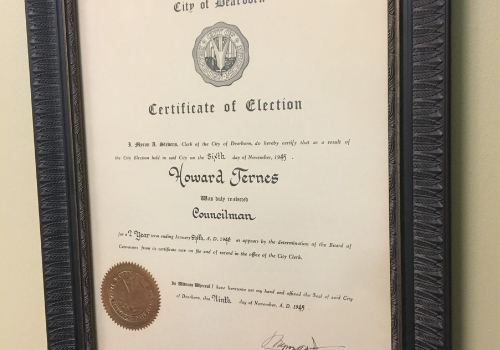 City of Dearborn
Certificate of Election
I, Myron A. Stevens, Clerk of the City of Dearborn, do hereby certify that as a result of
the City Election held in said City on the Sixth day of November, 1945.
Howard Ternes
Was duly reelected
Councilman
for a 2 Year term ending January Fifth, A. D. 1948 as appears by the determination of the Board of
Canvassers from its certificate now on file and of record in the office of the City Clerk.
In Witness Whereof I have hereunto set my hand and affixed the Seal of said City
of Dearborn, this Ninth day of November, A. D. 1945